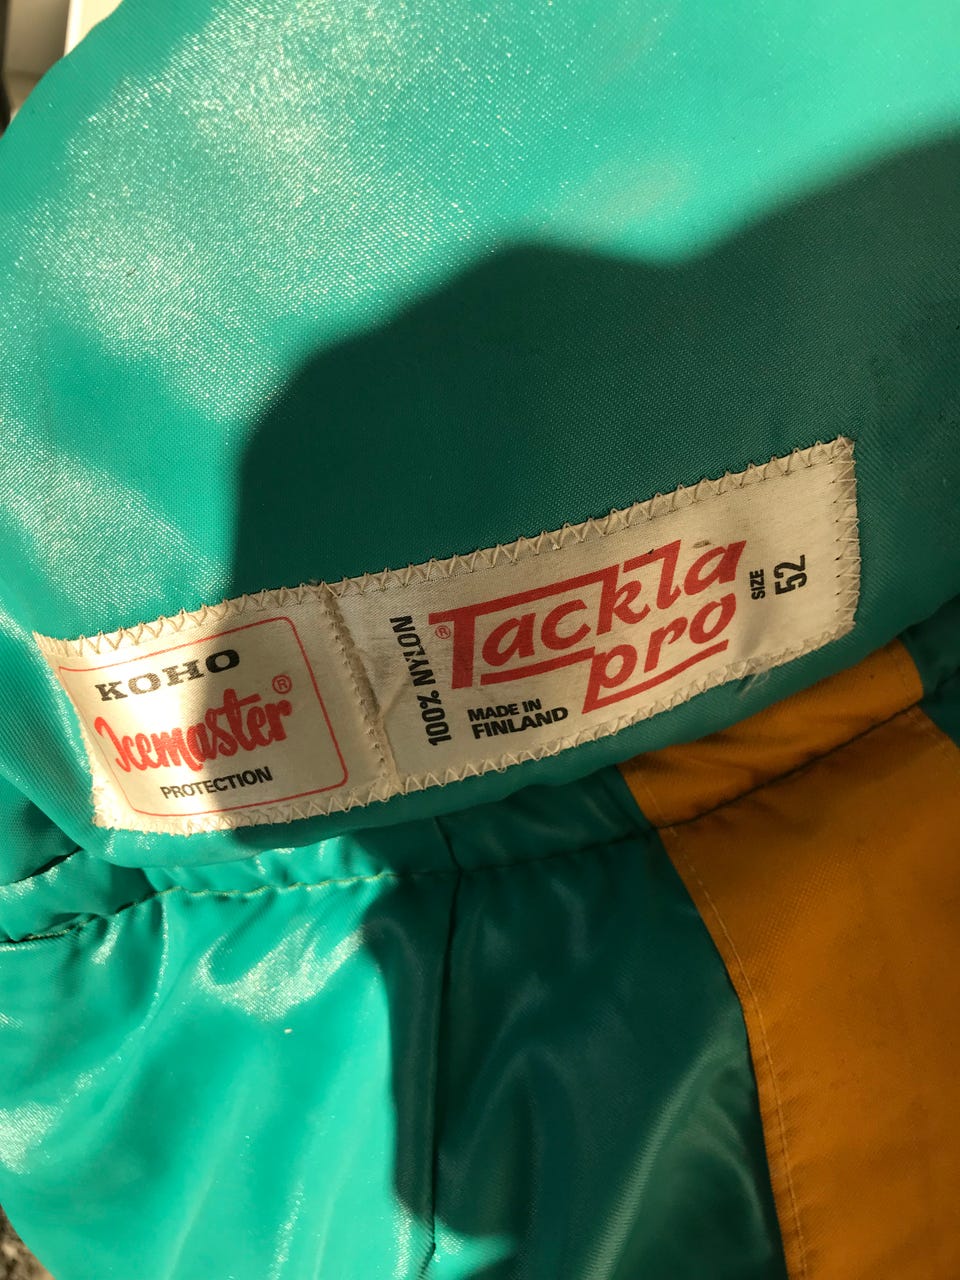 KOHO
Icemaster®
PROTECTION
100% NYLON
® Tackla
pro
MADE IN
FINLAND
SIZE
52